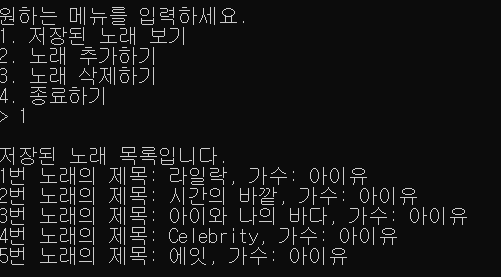 원하는 메뉴를 입력하세요.
1. 저장된 노래 보기
2. 노래 추가하기
3. 노래 삭제하기
4. 종료하기
> 1
저장된 노래 목록입니다.
1번 노래의 제목: 라일락, 가수: 아이유
2번 노래의 제목: 시간의 바깥, 가수: 아이유
3번 노래의 제목: 아이와 나의 바다, 가수: 아이유
4번 노래의 제목: Celebrity, 가수: 아이유
5번 노래의 제목: 에잇, 가수: 아이유